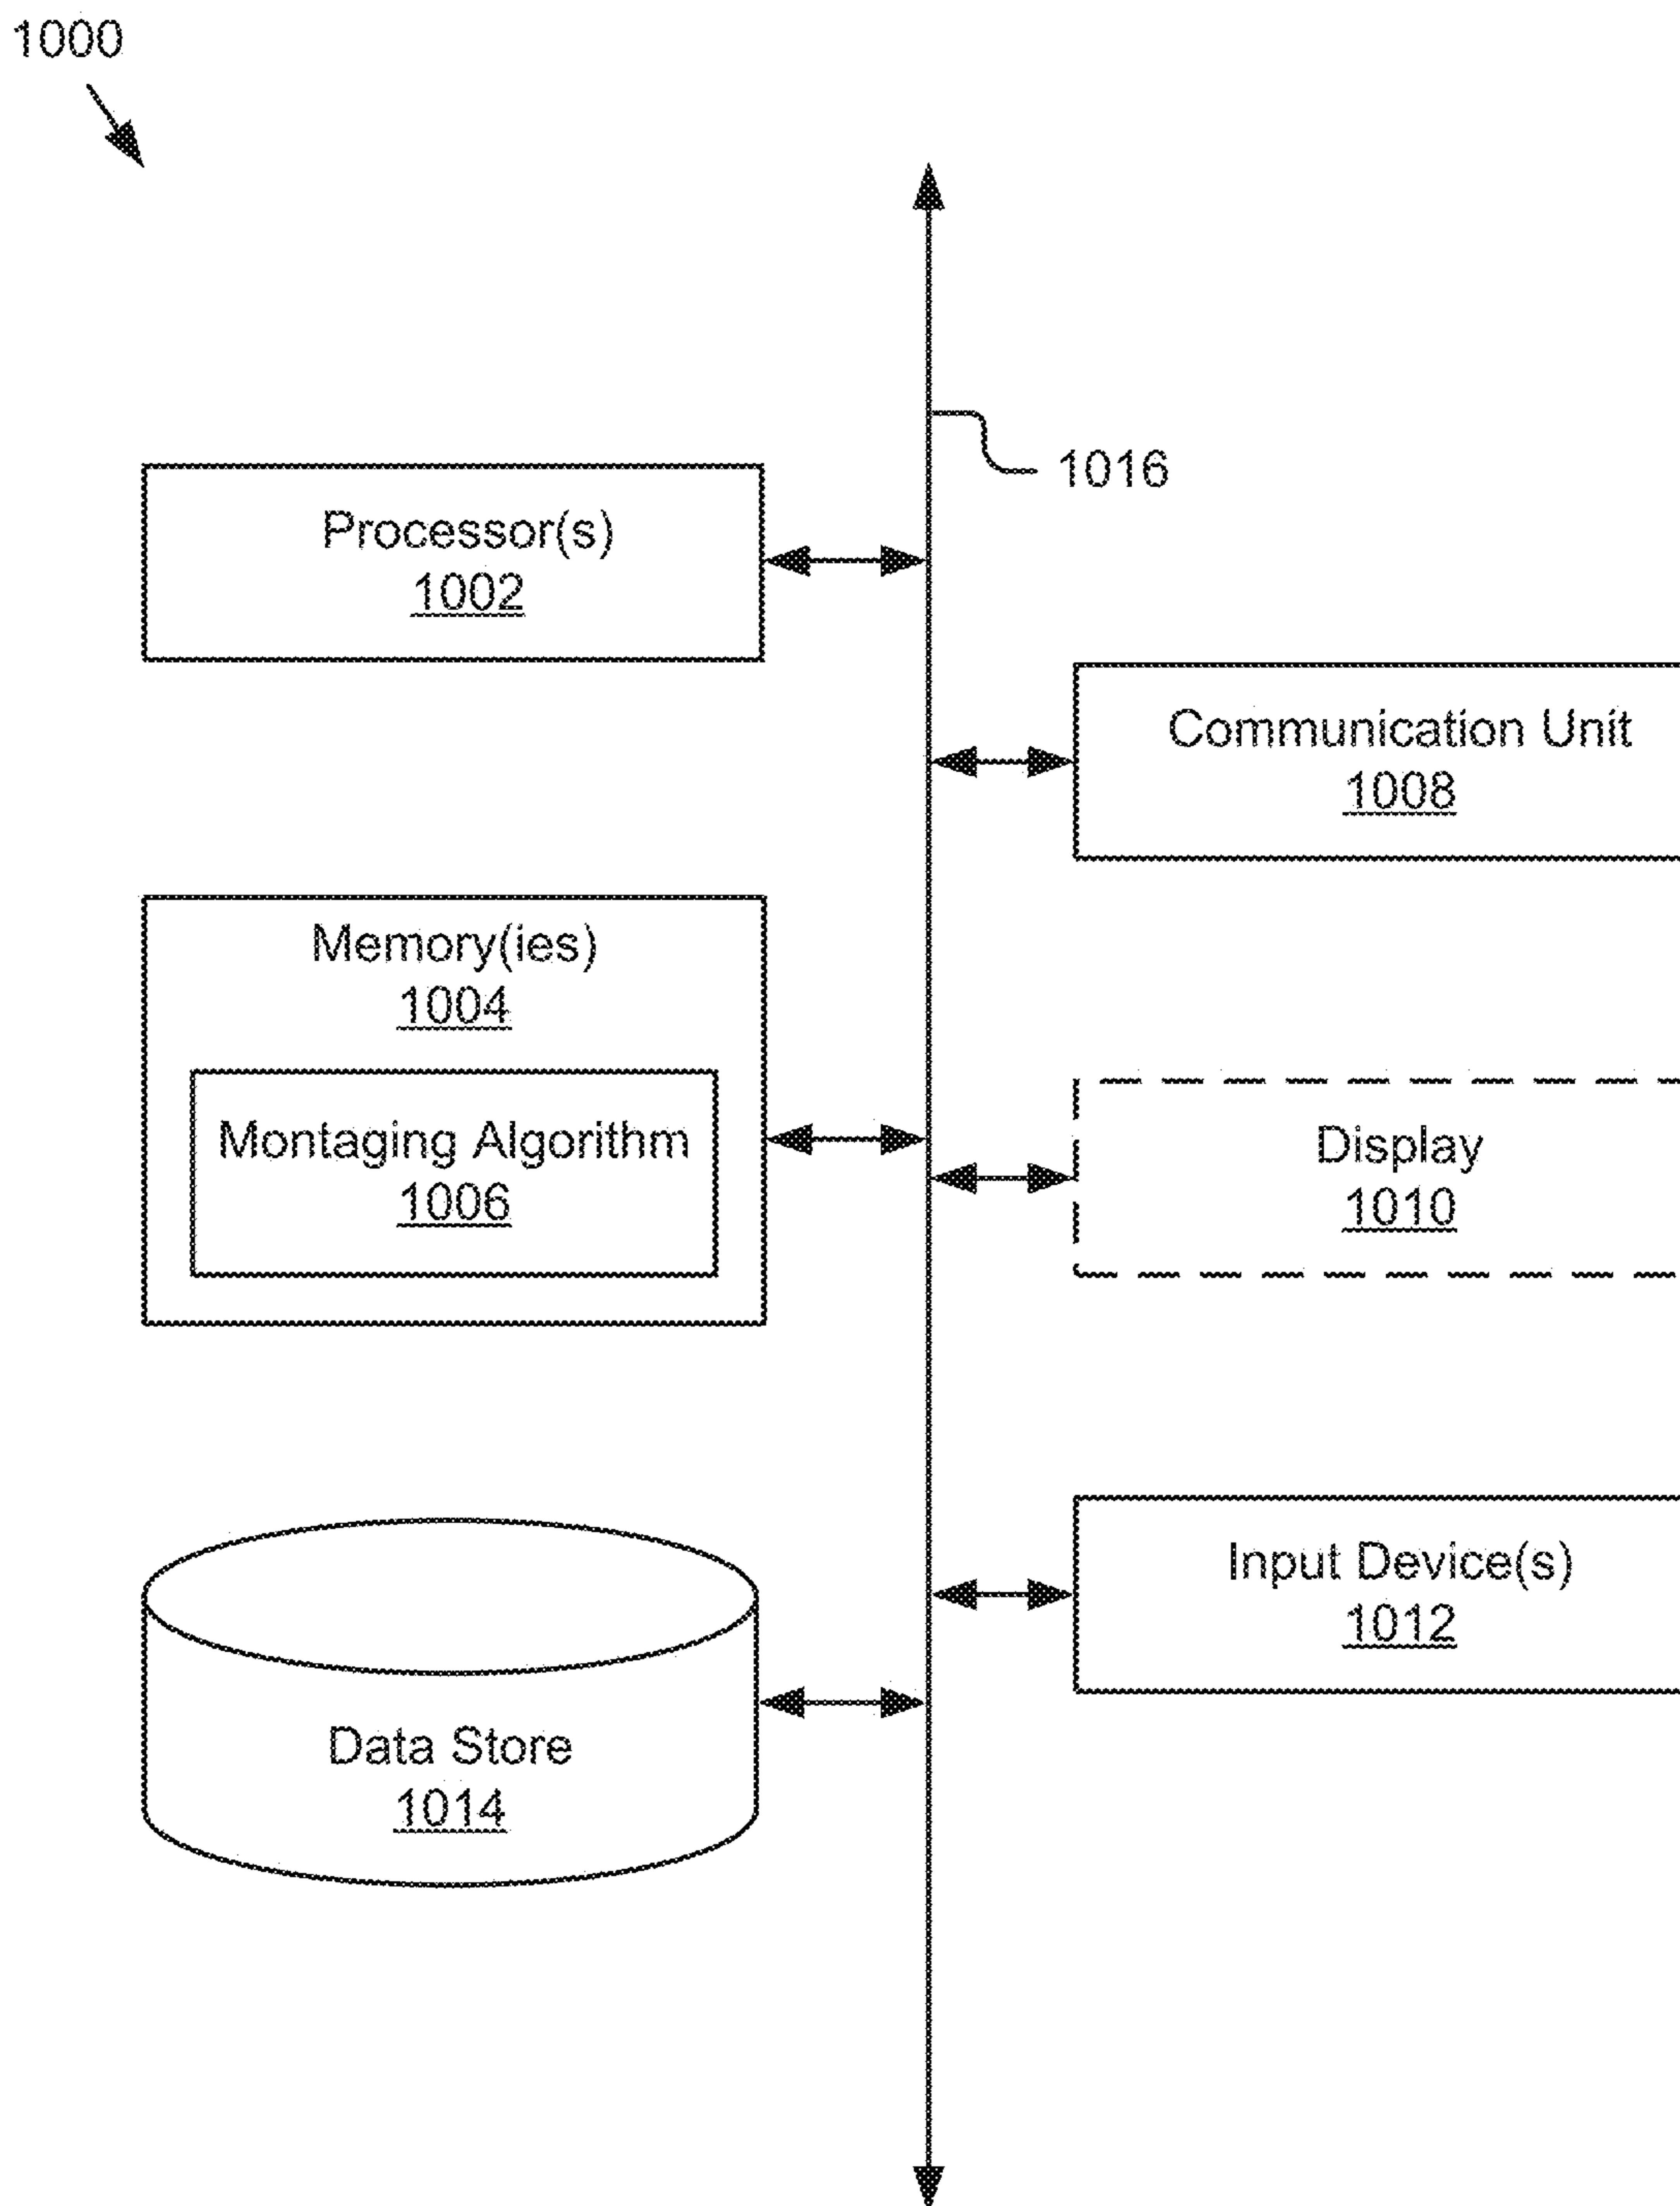 1000
1016
Processor(s)
1002
Communication Unit
1008
Memory(ies)
1004
Montaging Algorithm
1006
Display
1010
Input Device(s)
1012
Data Store
1014